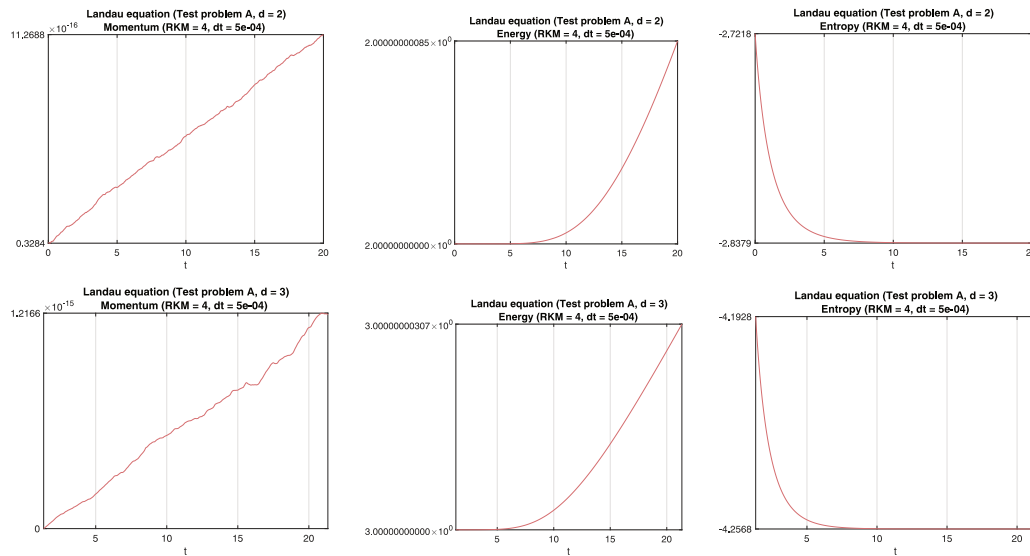 Landau equation (Test problem A, d = 2)
Momentum (RKM = 4, dt = 5e-04)
×10⁻¹⁶
11.2688
0.3284
0 5 10 15 20
t
Landau equation (Test problem A, d = 2)
Energy (RKM = 4, dt = 5e-04)
2.00000000085×10⁰
2.00000000000×10⁰
0 5 10 15 20
t
Landau equation (Test problem A, d = 2)
Entropy (RKM = 4, dt = 5e-04)
-2.7218
-2.8379
0 5 10 15 20
t
Landau equation (Test problem A, d = 3)
Momentum (RKM = 4, dt = 5e-04)
×10⁻¹⁵
1.2166
0
5 10 15 20
t
Landau equation (Test problem A, d = 3)
Energy (RKM = 4, dt = 5e-04)
3.00000000307×10⁰
3.00000000000×10⁰
5 10 15 20
t
Landau equation (Test problem A, d = 3)
Entropy (RKM = 4, dt = 5e-04)
-4.1928
-4.2568
5 10 15 20
t